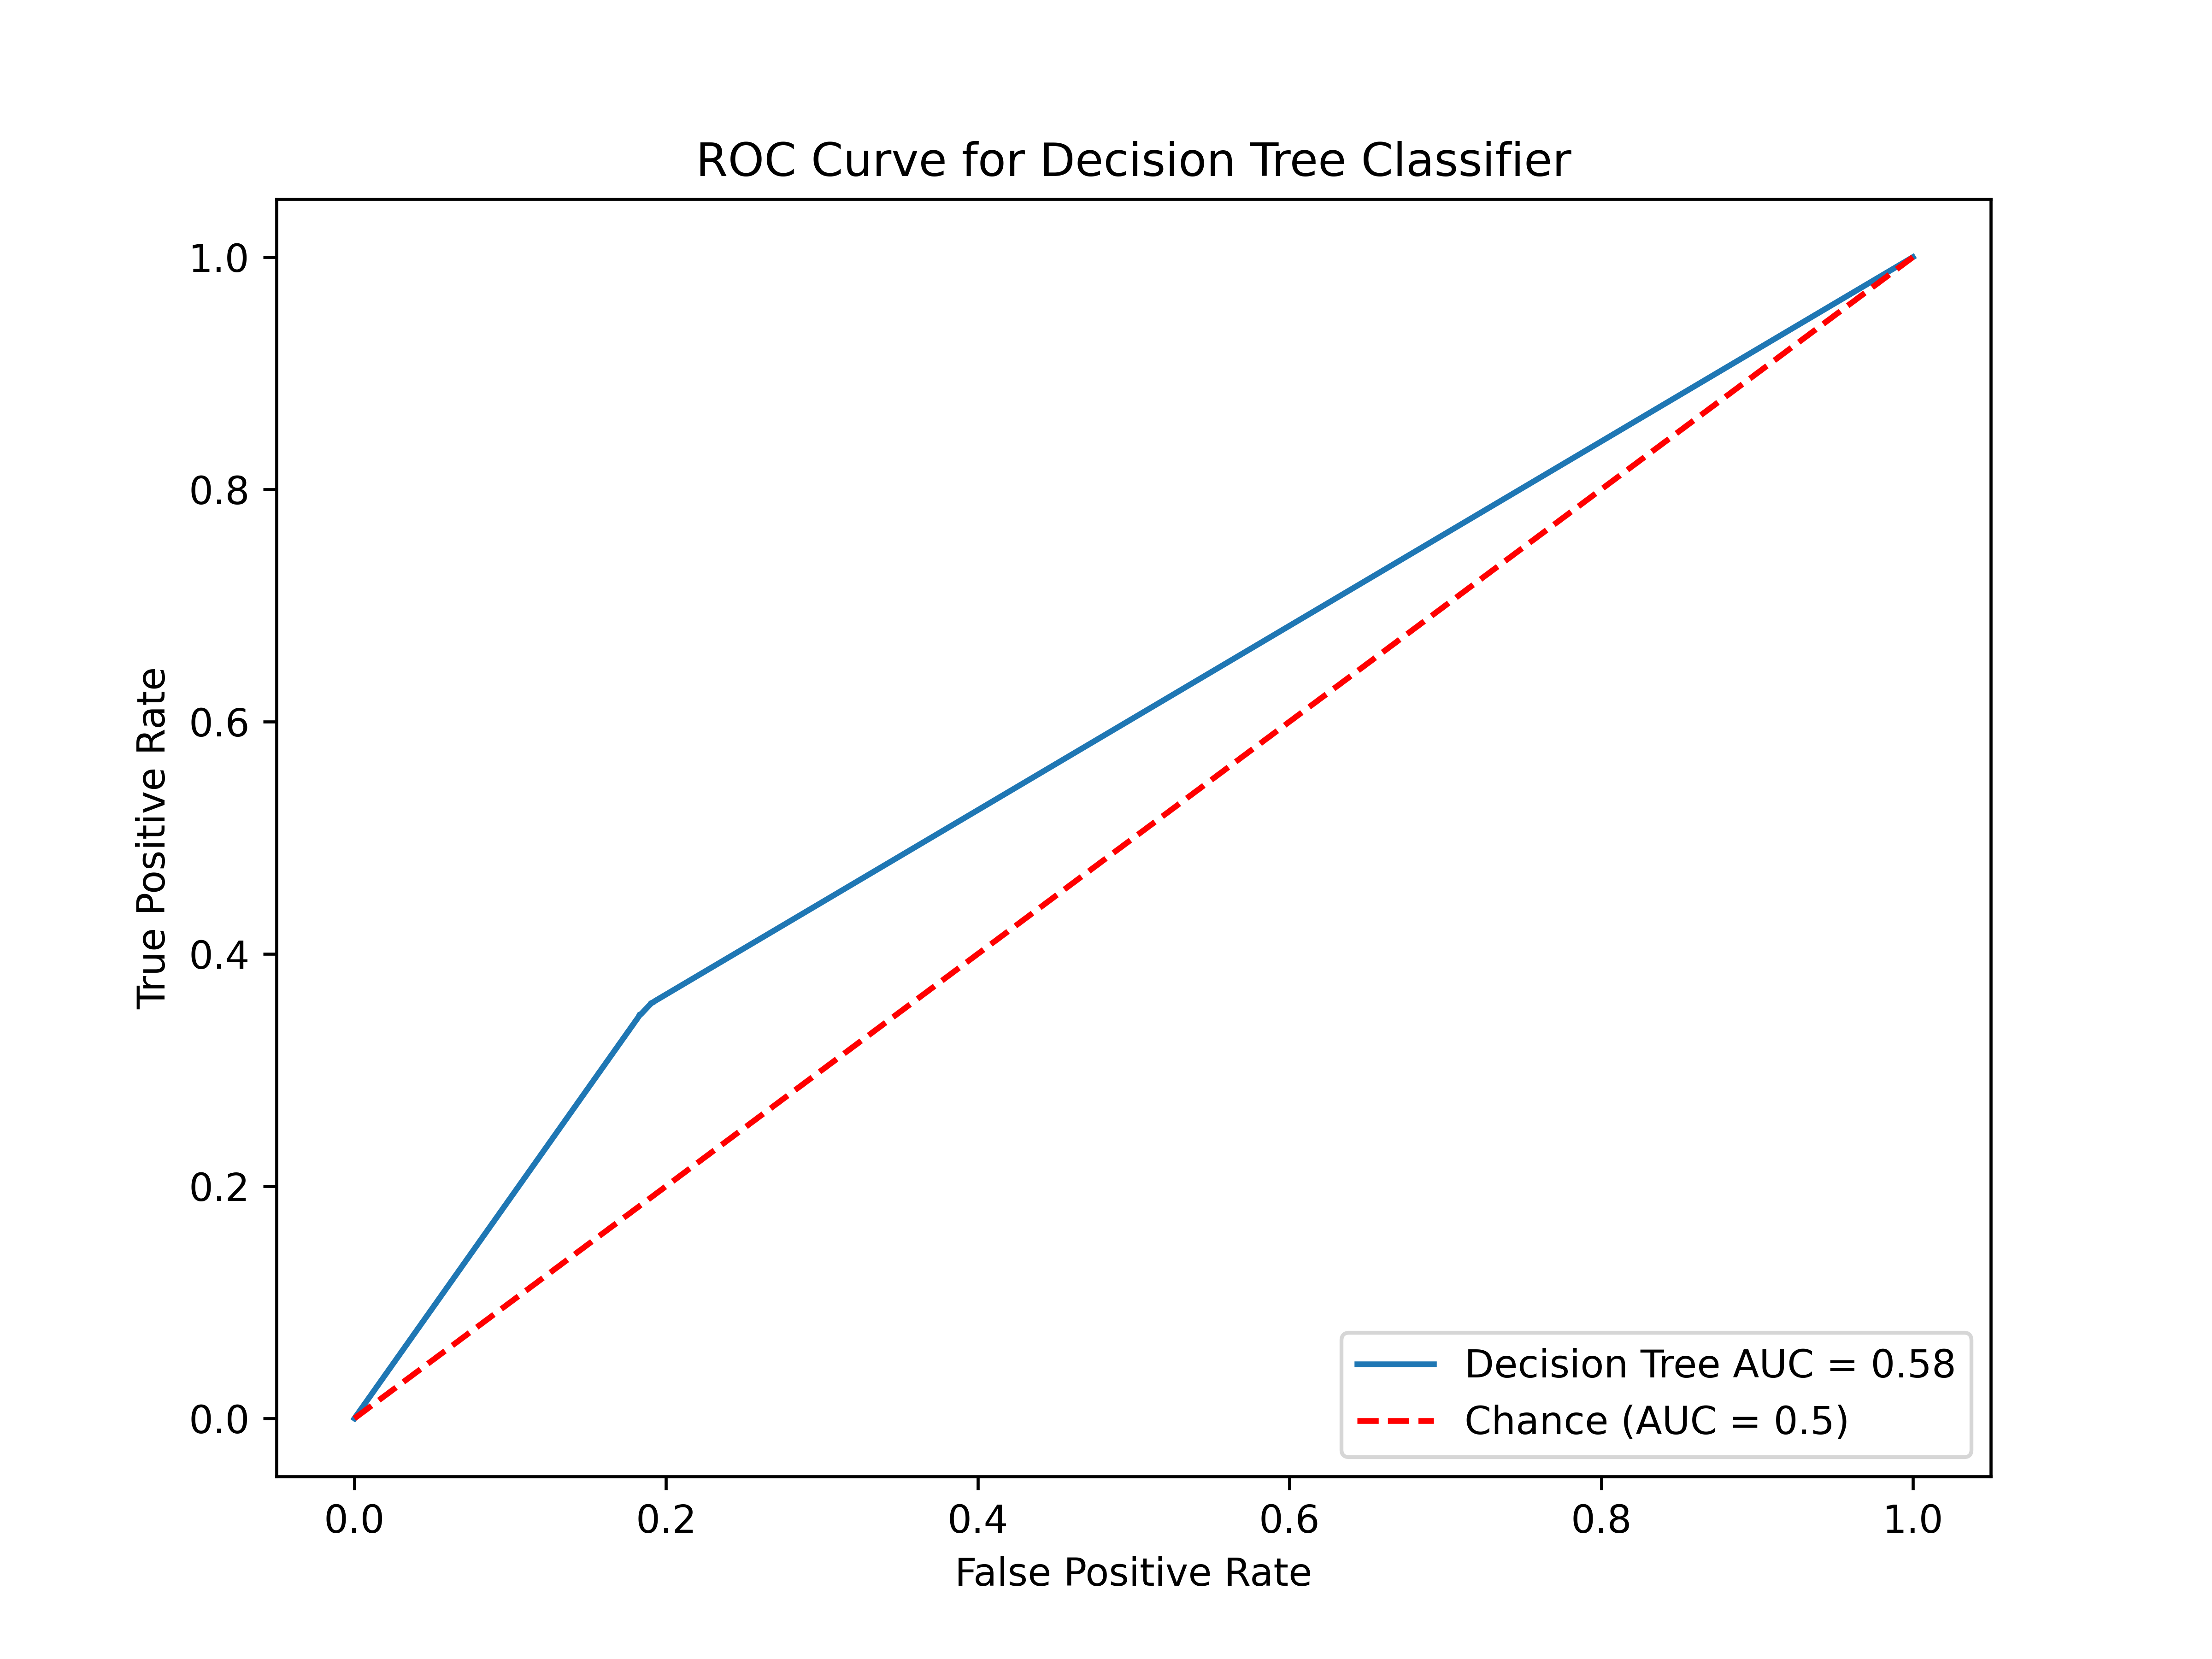 ROC Curve for Decision Tree Classifier
True Positive Rate
1.0
0.8
0.6
0.4
0.2
0.0
Decision Tree AUC = 0.58
Chance (AUC = 0.5)
0.0 0.2 0.4 0.6 0.8 1.0
False Positive Rate